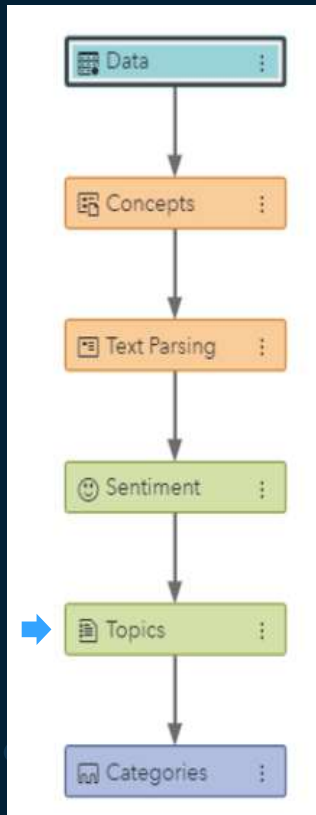 Data
Concepts
Text Parsing
Sentiment
Topics
Categories